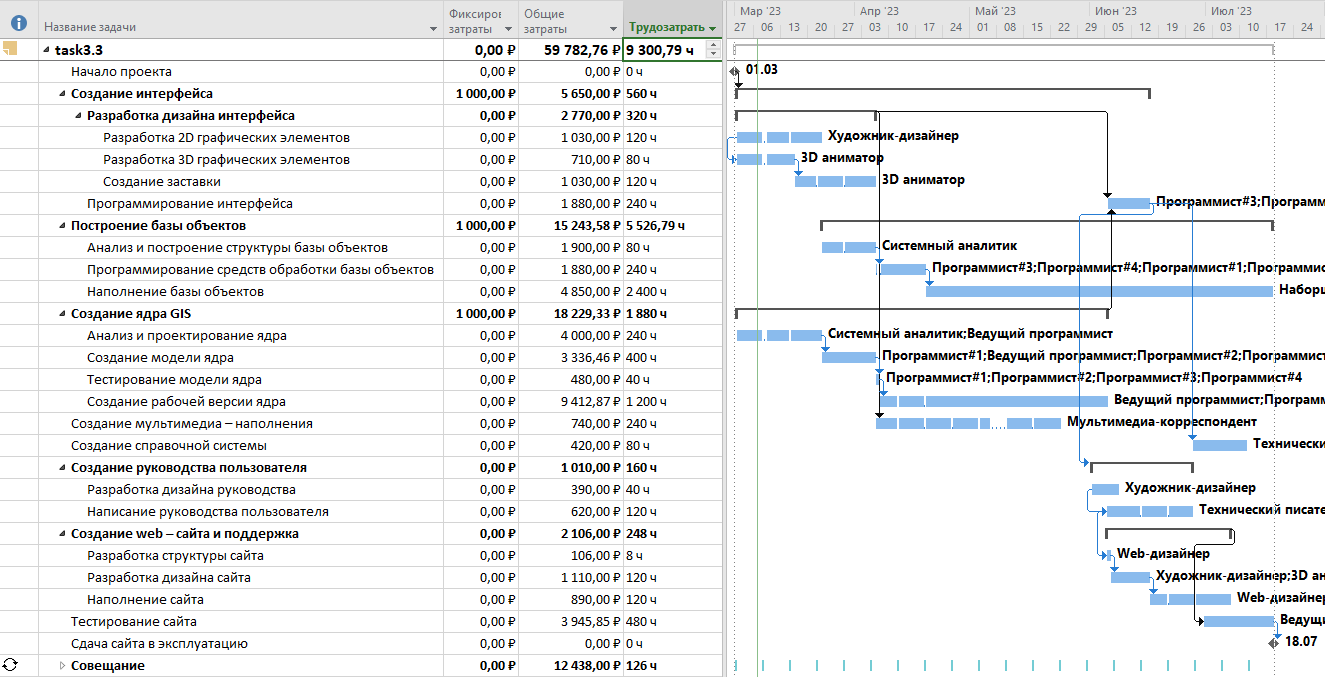 Мар '23 Апр '23 Май '23 Июн '23 Июл '23
Название задачи Фиксиров затраты Общие затраты Трудозатраты 27 06 13 20 27 03 10 17 24 01 08 15 22 29 05 12 19 26 03 10 17 24
task3.3 0,00 ₽ 59 782,76 ₽ 9 300,79 ч
Начало проекта 0,00 ₽ 0,00 ₽ 0 ч 01.03
Создание интерфейса 1 000,00 ₽ 5 650,00 ₽ 560 ч
Разработка дизайна интерфейса 0,00 ₽ 2 770,00 ₽ 320 ч
Разработка 2D графических элементов 0,00 ₽ 1 030,00 ₽ 120 ч Художник-дизайнер
Разработка 3D графических элементов 0,00 ₽ 710,00 ₽ 80 ч 3D аниматор
Создание заставки 0,00 ₽ 1 030,00 ₽ 120 ч 3D аниматор
Программирование интерфейса 0,00 ₽ 1 880,00 ₽ 240 ч Программист#3;Программ
Построение базы объектов 1 000,00 ₽ 15 243,58 ₽ 5 526,79 ч
Анализ и построение структуры базы объектов 0,00 ₽ 1 900,00 ₽ 80 ч Системный аналитик
Программирование средств обработки базы объектов 0,00 ₽ 1 880,00 ₽ 240 ч Программист#3;Программист#4;Программист#1;Программис
Наполнение базы объектов 0,00 ₽ 4 850,00 ₽ 2 400 ч Наборщ
Создание ядра GIS 1 000,00 ₽ 18 229,33 ₽ 1 880 ч
Анализ и проектирование ядра 0,00 ₽ 4 000,00 ₽ 240 ч Системный аналитик;Ведущий программист
Создание модели ядра 0,00 ₽ 3 336,46 ₽ 400 ч Программист#1;Ведущий программист;Программист#2;Программист
Тестирование модели ядра 0,00 ₽ 480,00 ₽ 40 ч Программист#1;Программист#2;Программист#3;Программист#4
Создание рабочей версии ядра 0,00 ₽ 9 412,87 ₽ 1 200 ч Ведущий программист;Програм
Создание мультимедиа – наполнения 0,00 ₽ 740,00 ₽ 240 ч Мультимедиа-корреспондент
Создание справочной системы 0,00 ₽ 420,00 ₽ 80 ч Технически
Создание руководства пользователя 0,00 ₽ 1 010,00 ₽ 160 ч
Разработка дизайна руководства 0,00 ₽ 390,00 ₽ 40 ч Художник-дизайнер
Написание руководства пользователя 0,00 ₽ 620,00 ₽ 120 ч Технический писате
Создание web – сайта и поддержка 0,00 ₽ 2 106,00 ₽ 248 ч
Разработка структуры сайта 0,00 ₽ 106,00 ₽ 8 ч Web-дизайнер
Разработка дизайна сайта 0,00 ₽ 1 110,00 ₽ 120 ч Художник-дизайнер;3D ан
Наполнение сайта 0,00 ₽ 890,00 ₽ 120 ч Web-дизайнер
Тестирование сайта 0,00 ₽ 3 945,85 ₽ 480 ч Ведущи
Сдача сайта в эксплуатацию 0,00 ₽ 0,00 ₽ 0 ч 18.07
Совещание 0,00 ₽ 12 438,00 ₽ 126 ч